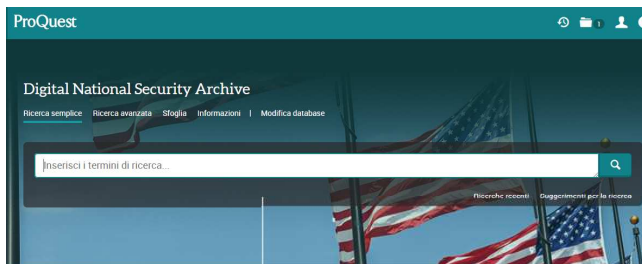 ProQuest
1
Digital National Security Archive
Ricerca semplice Ricerca avanzata Sfoglia Informazioni | Modifica database
Inserisci i termini di ricerca...
Ricerche recenti Suggerimenti per la ricerca